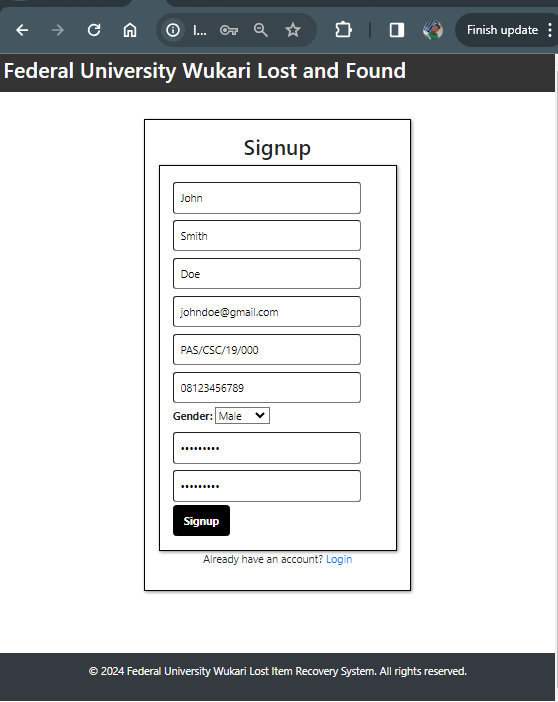 I...
Finish update
Federal University Wukari Lost and Found
Signup
John
Smith
Doe
johndoe@gmail.com
PAS/CSC/19/000
08123456789
Gender: Male
•••••••••
•••••••••
Signup
Already have an account? Login
© 2024 Federal University Wukari Lost Item Recovery System. All rights reserved.